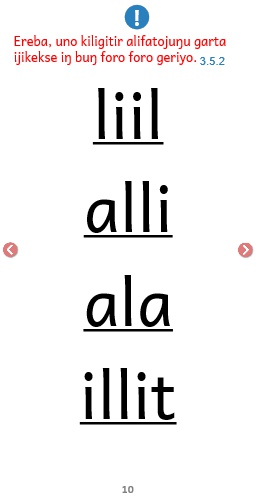 !
Ereba, uno kiligitir alifatojuŋu garta
ijikekse iŋ buŋ foro foro geriyo. 3.5.2
liil
alli
ala
illit
10